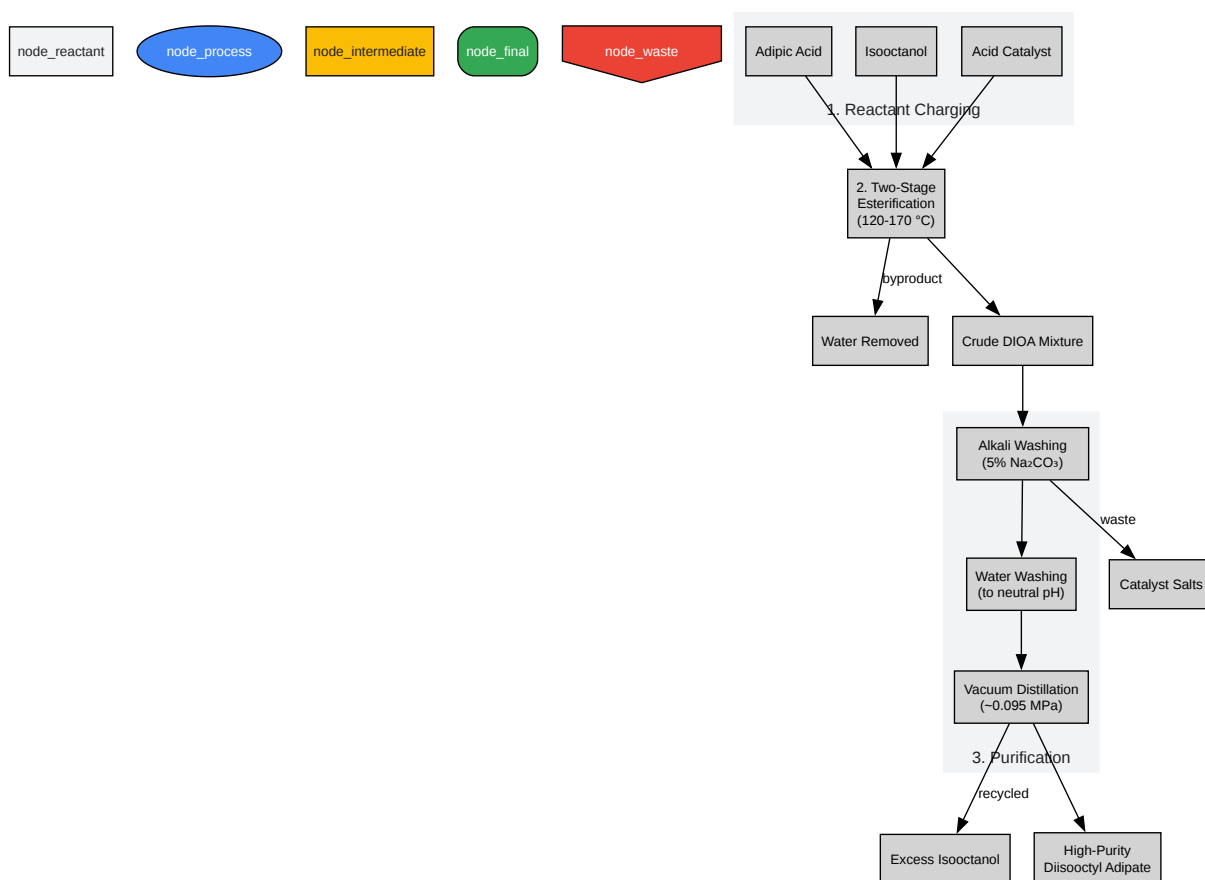 node_reactant
node_process
node_intermediate
node_final
node_waste
Adipic Acid
Isooctanol
Acid Catalyst
1. Reactant Charging
2. Two-Stage
Esterification
(120-170 °C)
byproduct
Water Removed
Crude DIOA Mixture
Alkali Washing
(5% Na₂CO₃)
waste
Water Washing
(to neutral pH)
Catalyst Salts
Vacuum Distillation
(~0.095 MPa)
3. Purification
recycled
Excess Isooctanol
High-Purity
Diisooctyl Adipate